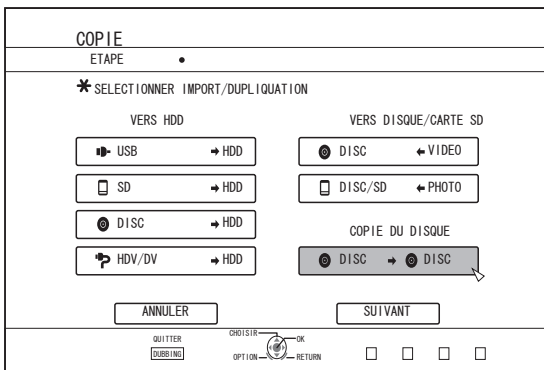 COPIE
ETAPE
SELECTIONNER IMPORT/DUPLIQUATION
VERS HDD
USB ➡ HDD
SD ➡ HDD
DISC ➡ HDD
HDV/DV ➡ HDD
VERS DISQUE/CARTE SD
DISC ⬅ VIDEO
DISC/SD ⬅ PHOTO
COPIE DU DISQUE
DISC ➡ DISC
ANNULER
SUIVANT
QUITTER
DUBBING
CHOISIR
OK
OPTION
RETURN